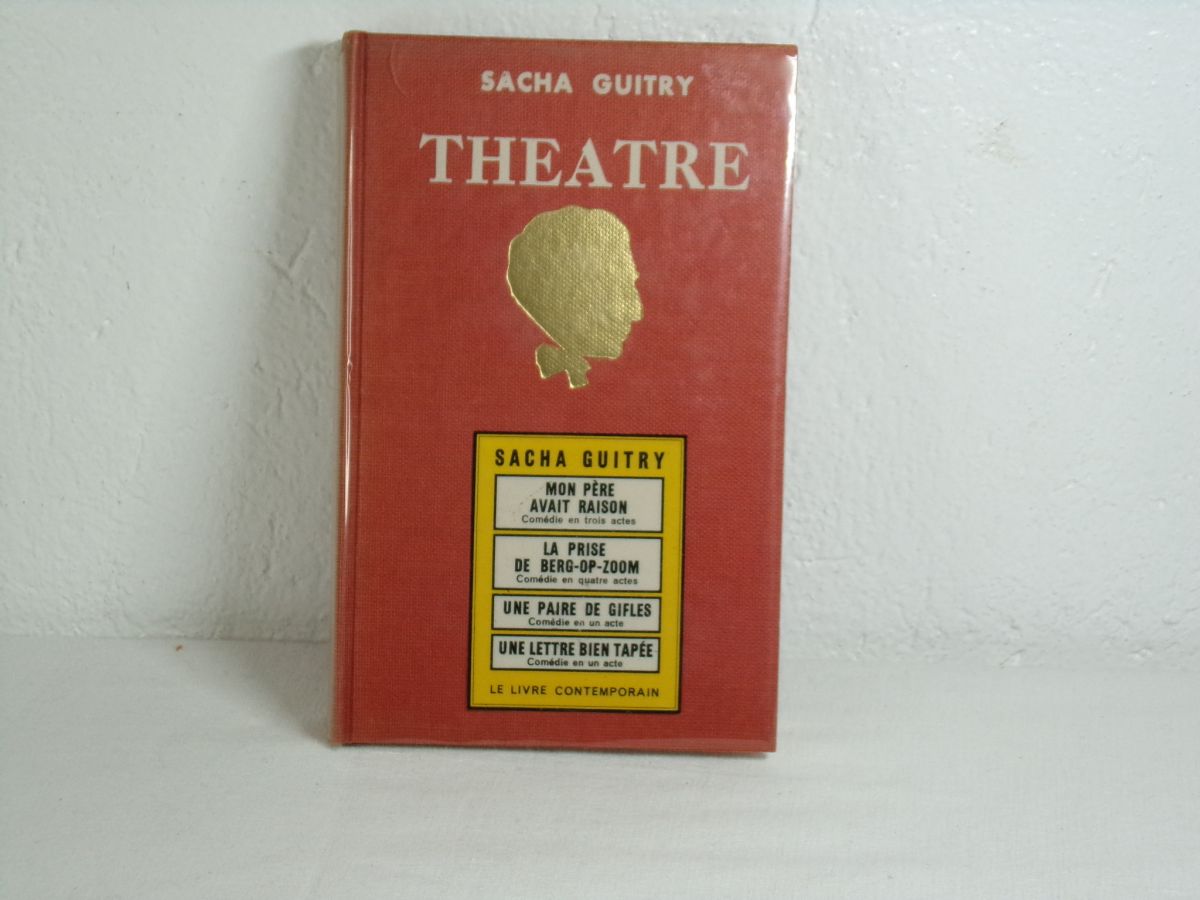 SACHA GUITRY
THEATRE
SACHA GUITRY
MON PÈRE
AVAIT RAISON
Comédie en trois actes
LA PRISE
DE BERG-OP-ZOOM
Comédie en quatre actes
UNE PAIRE DE GIFLES
Comédie en un acte
UNE LETTRE BIEN TAPÉE
Comédie en un acte
LE LIVRE CONTEMPORAIN